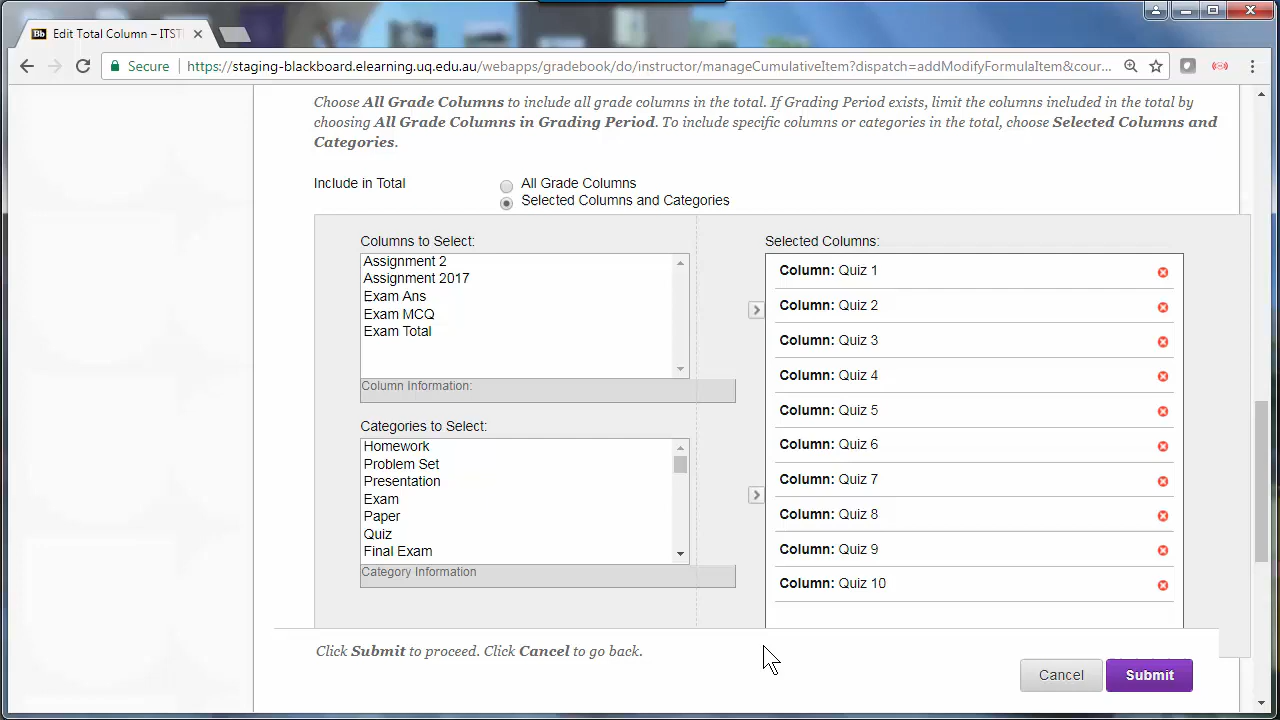 Bb Edit Total Column – ITST
Secure https://staging-blackboard.elearning.uq.edu.au/webapps/gradebook/do/instructor/manageCumulativeItem?dispatch=addModifyFormulaItem&cour...
Choose All Grade Columns to include all grade columns in the total. If Grading Period exists, limit the columns included in the total by
choosing All Grade Columns in Grading Period. To include specific columns or categories in the total, choose Selected Columns and
Categories.
Include in Total
All Grade Columns
Selected Columns and Categories
Columns to Select:
Assignment 2
Assignment 2017
Exam Ans
Exam MCQ
Exam Total
Column Information:
Categories to Select:
Homework
Problem Set
Presentation
Exam
Paper
Quiz
Final Exam
Category Information
Selected Columns:
Column: Quiz 1
Column: Quiz 2
Column: Quiz 3
Column: Quiz 4
Column: Quiz 5
Column: Quiz 6
Column: Quiz 7
Column: Quiz 8
Column: Quiz 9
Column: Quiz 10
Click Submit to proceed. Click Cancel to go back.
Cancel
Submit